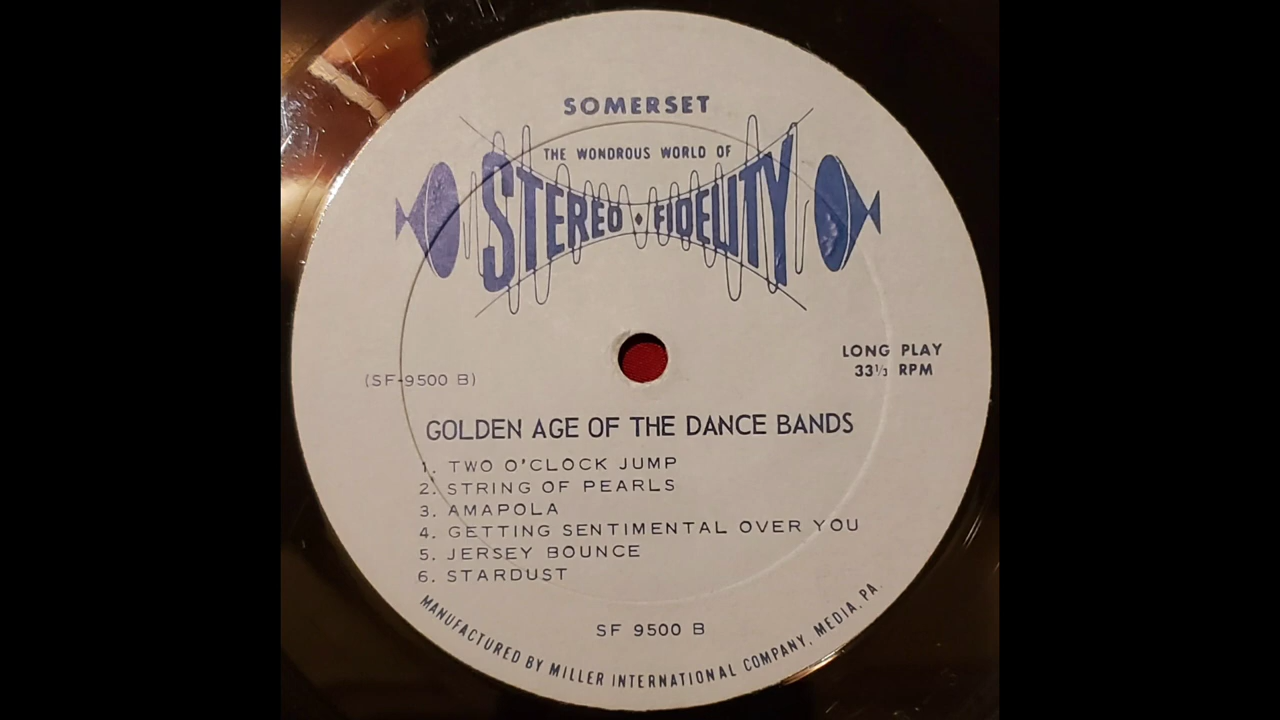 SOMERSET
THE WONDROUS WORLD OF
STEREO • FIDELITY
LONG PLAY
33⅓ RPM
(SF-9500 B)
GOLDEN AGE OF THE DANCE BANDS
1. TWO O'CLOCK JUMP
2. STRING OF PEARLS
3. AMAPOLA
4. GETTING SENTIMENTAL OVER YOU
5. JERSEY BOUNCE
6. STARDUST
SF 9500 B
MANUFACTURED BY MILLER INTERNATIONAL COMPANY, MEDIA, PA.